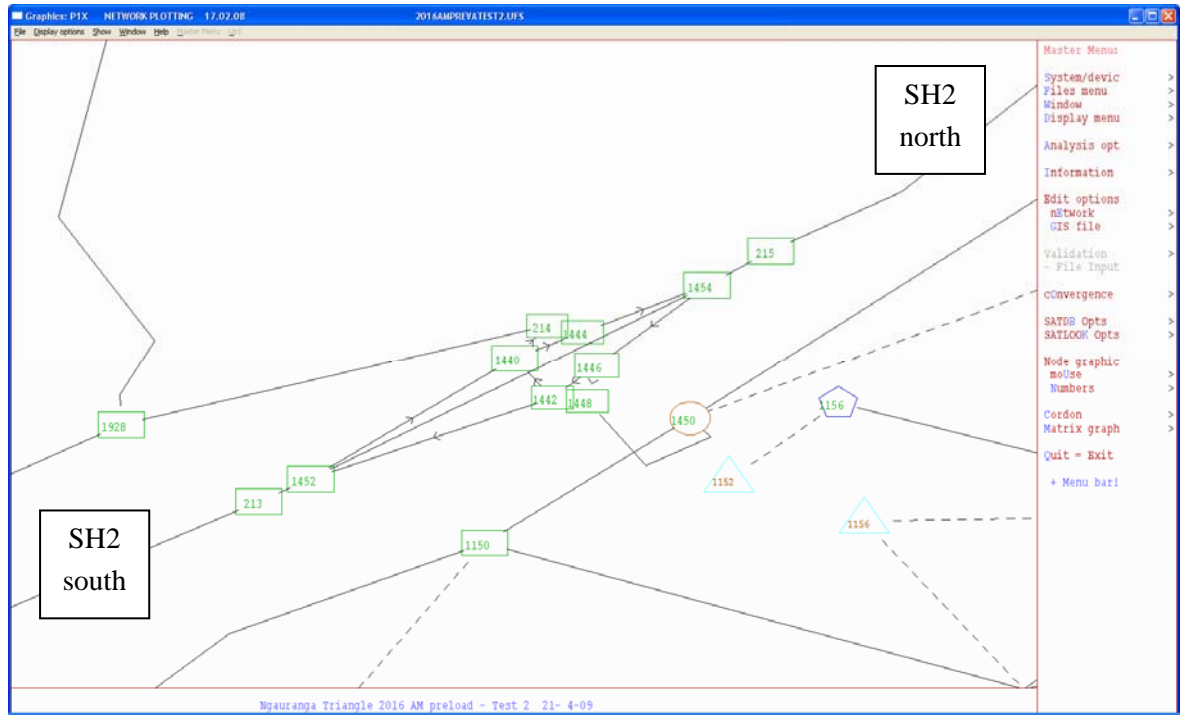 Graphics: P1X NETWORK PLOTTING 17.02.08 2016AMPREVATEST2.UFS
File Display options Show Window Help Master Menu List
Master Menu:
System/devic >
Files menu >
Window >
Display menu >
Analysis opt >
Information >
Edit options
nEtwork >
GIS file >
Validation >
- File Input
cOnvergence >
SATDB Opts >
SATLOOK Opts >
Node graphic
moUse >
Numbers >
Cordon >
Matrix graph >
Quit = Exit
+ Menu bar!
SH2
north
215
1454
214
1444
1440
1446
1442
1448
1450
1156
1928
1452
1152
213
1156
SH2
south
1150
Ngauranga Triangle 2016 AM preload - Test 2 21- 4-09